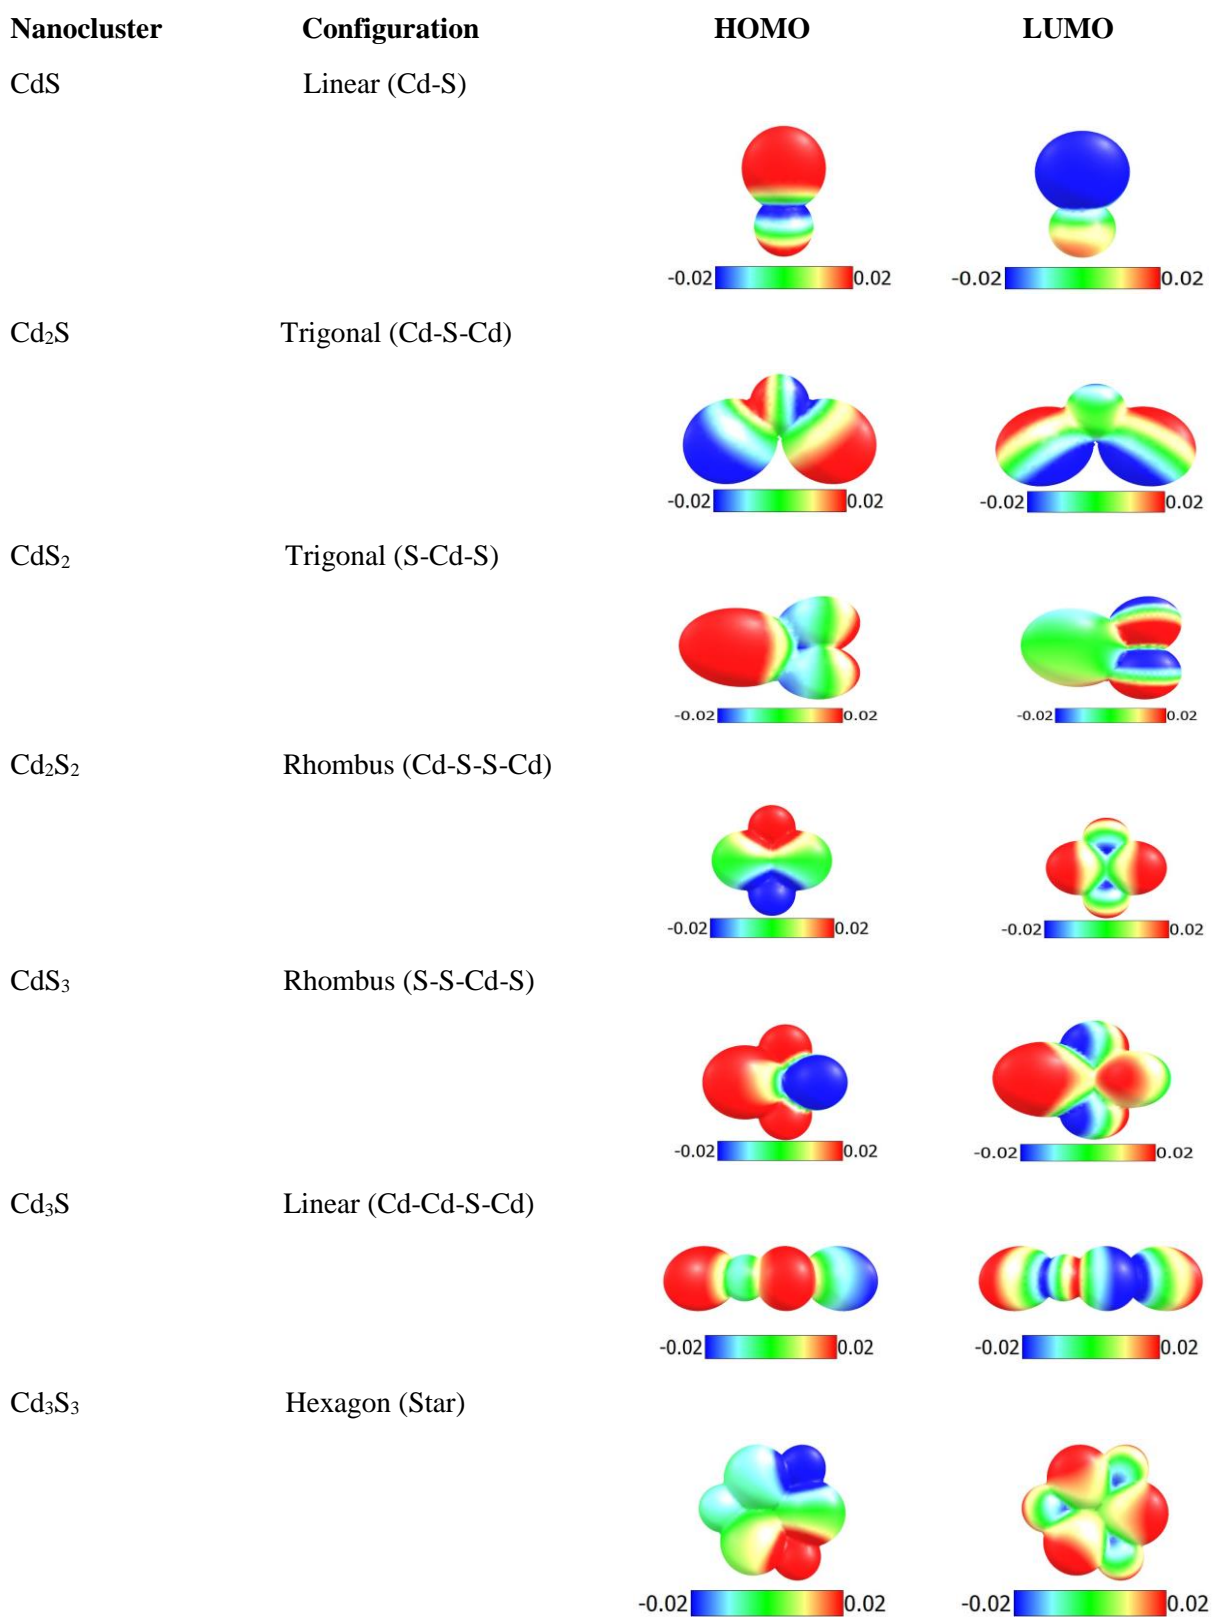 Nanocluster Configuration HOMO LUMO
CdS Linear (Cd-S)
-0.02 0.02 -0.02 0.02
Cd₂S Trigonal (Cd-S-Cd)
-0.02 0.02 -0.02 0.02
CdS₂ Trigonal (S-Cd-S)
-0.02 0.02 -0.02 0.02
Cd₂S₂ Rhombus (Cd-S-S-Cd)
-0.02 0.02 -0.02 0.02
CdS₃ Rhombus (S-S-Cd-S)
-0.02 0.02 -0.02 0.02
Cd₃S Linear (Cd-Cd-S-Cd)
-0.02 0.02 -0.02 0.02
Cd₃S₃ Hexagon (Star)
-0.02 0.02 -0.02 0.02